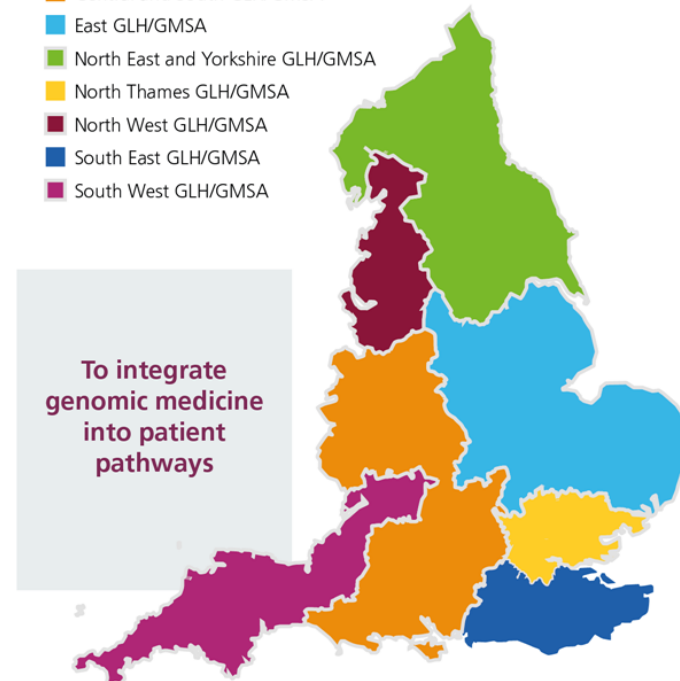 East GLH/GMSA
North East and Yorkshire GLH/GMSA
North Thames GLH/GMSA
North West GLH/GMSA
South East GLH/GMSA
South West GLH/GMSA
To integrate
genomic medicine
into patient
pathways